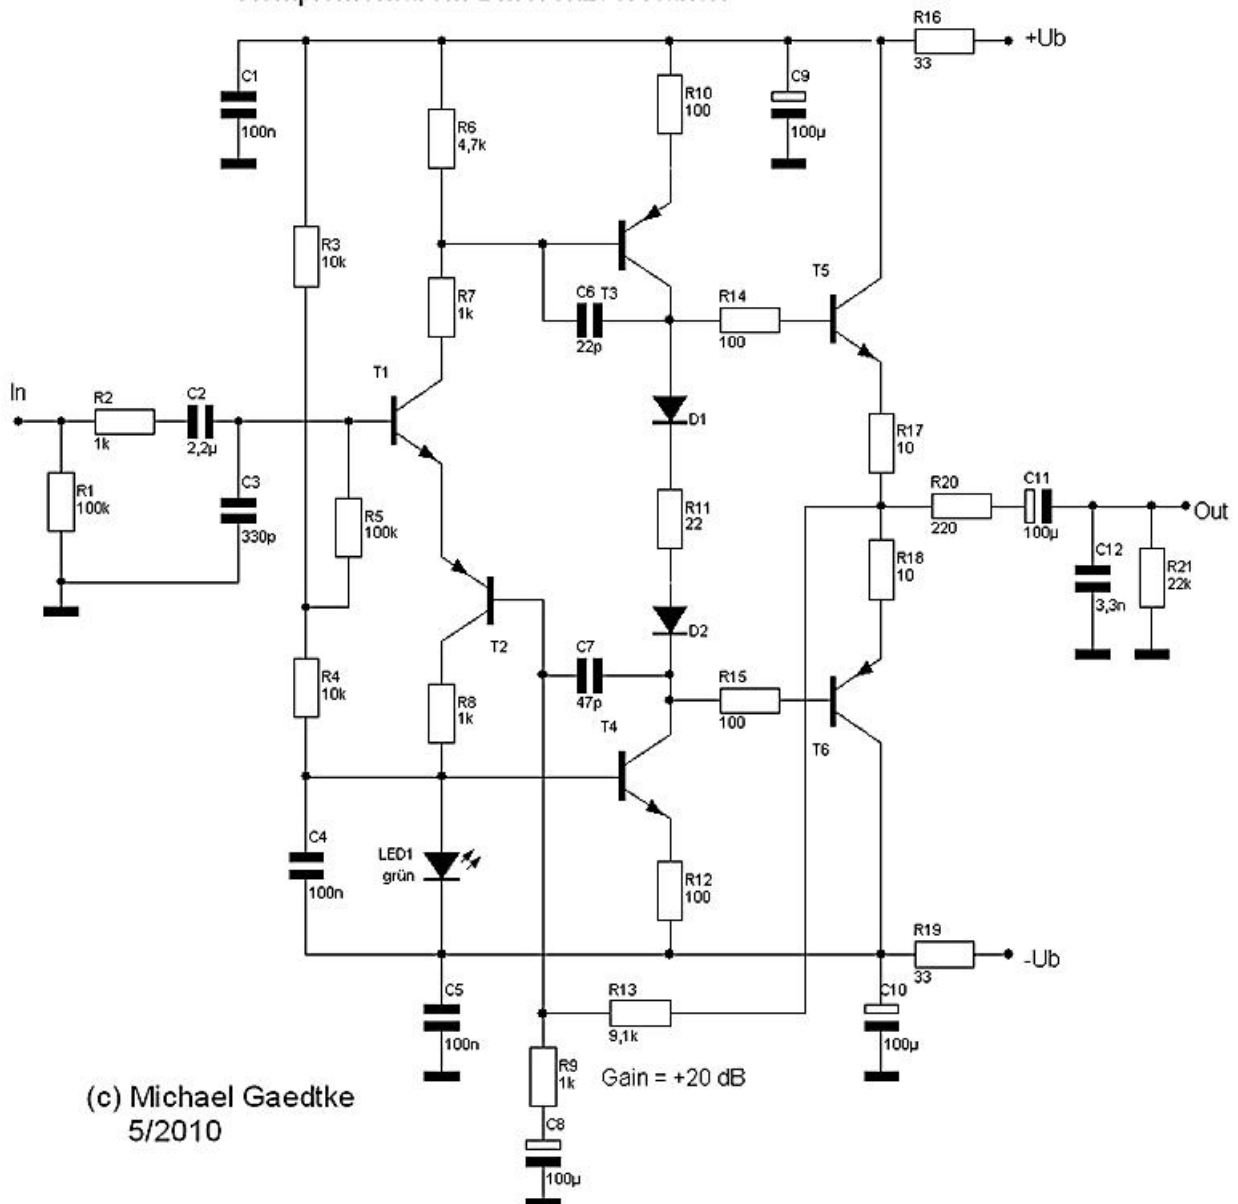 R16
+Ub
33
C1
100n
R6
4,7k
R10
100
C9
100µ
R3
10k
R7
1k
C6
T3
22p
R14
100
T5
In
R2
1k
C2
2,2µ
T1
D1
R17
10
R1
100k
C3
330p
R5
100k
R11
22
R20
220
C11
100µ
Out
R18
10
C12
3,3n
R21
22k
T2
D2
R4
10k
R8
1k
C7
47p
T4
R15
100
T6
C4
100n
LED1
grün
R12
100
R19
33
-Ub
C5
100n
R13
9,1k
C10
100µ
R9
1k
Gain = +20 dB
C8
100µ
(c) Michael Gaedtke
5/2010